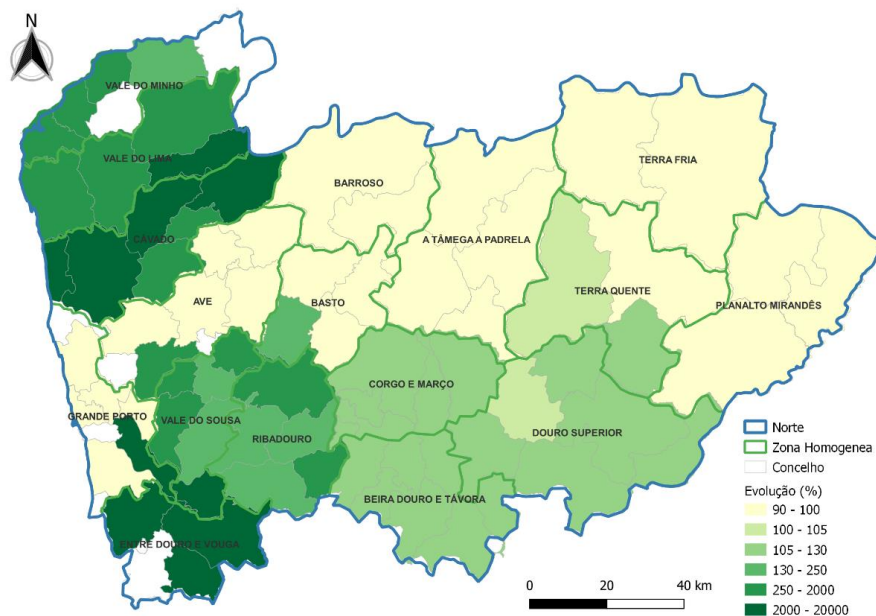 N
VALE DO MINHO
VALE DO LIMA
BARROSO
TERRA FRIA
CÁVADO
A TÂMEGA A PADRELA
AVE
BASTO
TERRA QUENTE
PLANALTO MIRANDÊS
CORGO E MARÇO
GRANDE PORTO
VALE DO SOUSA
RIBADOURO
DOURO SUPERIOR
BEIRA DOURO E TÁVORA
ENTRE DOURO E VOUGA
Norte
Zona Homogenea
Concelho
Evolução (%)
90 - 100
100 - 105
105 - 130
130 - 250
250 - 2000
2000 - 20000
0 20 40 km